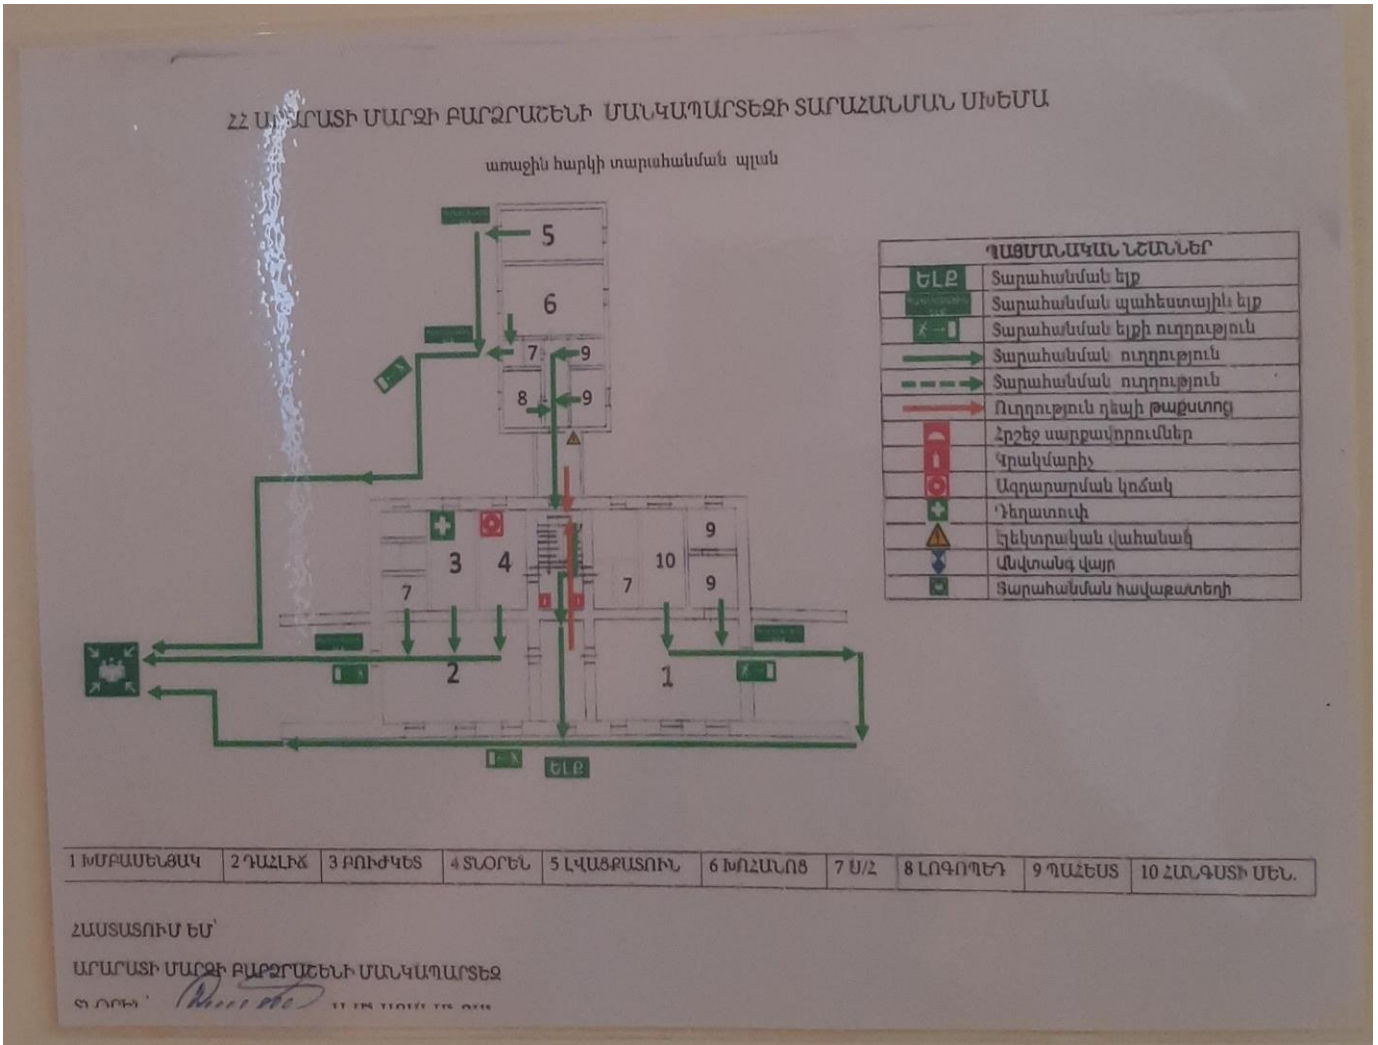 ՀՀ ԱՐԱՐԱՏԻ ՄԱՐԶԻ ԲԱՐՁՐԱՇԵՆԻ ՄԱՆԿԱՊԱՐՏԵԶԻ ՏԱՐԱՀԱՆՄԱՆ ՍԽԵՄԱ
առաջին հարկի տարահանման պլան
5
6
7 9
8 9
3 4 10 9
7 7 9
2 1
ԵԼՔ
ՊԱՅՄԱՆԱԿԱՆ ՆՇԱՆՆԵՐ
ԵԼՔ Տարահանման ելք
Տարահանման պահեստային ելք
Տարահանման ելքի ուղղություն
Տարահանման ուղղություն
Տարահանման ուղղություն
Ուղղություն դեպի թաքստոց
Հրշեջ սարքավորումներ
Կրակմարիչ
Ազդարարման կոճակ
Դեղատուփ
Էլեկտրական վահանակ
Անվտանգ վայր
Տարահանման հավաքատեղի
1 ԽՄԲԱՍԵՆՅԱԿ 2 ԴԱՀԼԻՃ 3 ԲՈՒԺԿԵՏ 4 ՏՆՕՐԵՆ 5 ԼՎԱՑՔԱՏՈՒՆ 6 ԽՈՀԱՆՈՑ 7 Ս/Հ 8 ԼՈԳՈՊԵԴ 9 ՊԱՀԵՍՏ 10 ՀԱՆԳՍՏԻ ՍԵՆ.
ՀԱՍՏԱՏՈՒՄ ԵՄ՝
ԱՐԱՐԱՏԻ ՄԱՐԶԻ ԲԱՐՁՐԱՇԵՆԻ ՄԱՆԿԱՊԱՐՏԵԶ